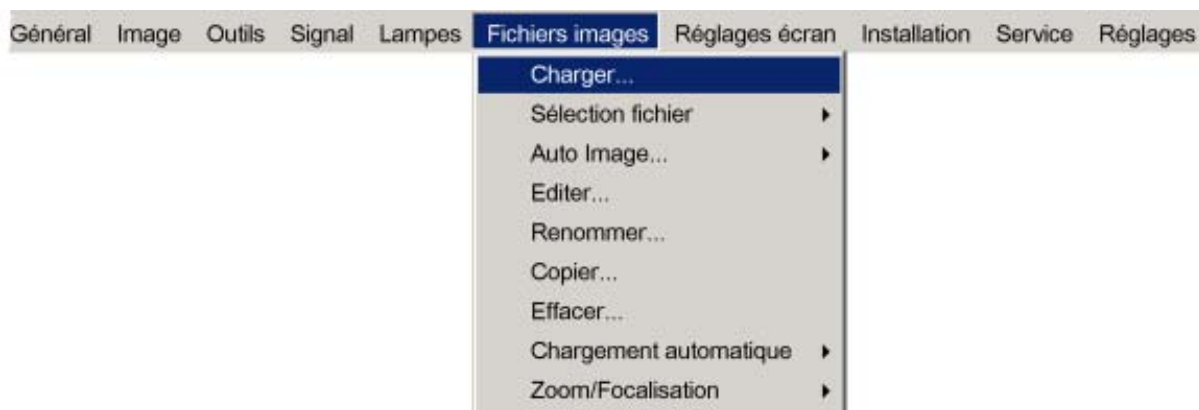 Général Image Outils Signal Lampes Fichiers images Réglages écran Installation Service Réglages
Charger...
Sélection fichier
Auto Image...
Editer...
Renommer...
Copier...
Effacer...
Chargement automatique
Zoom/Focalisation